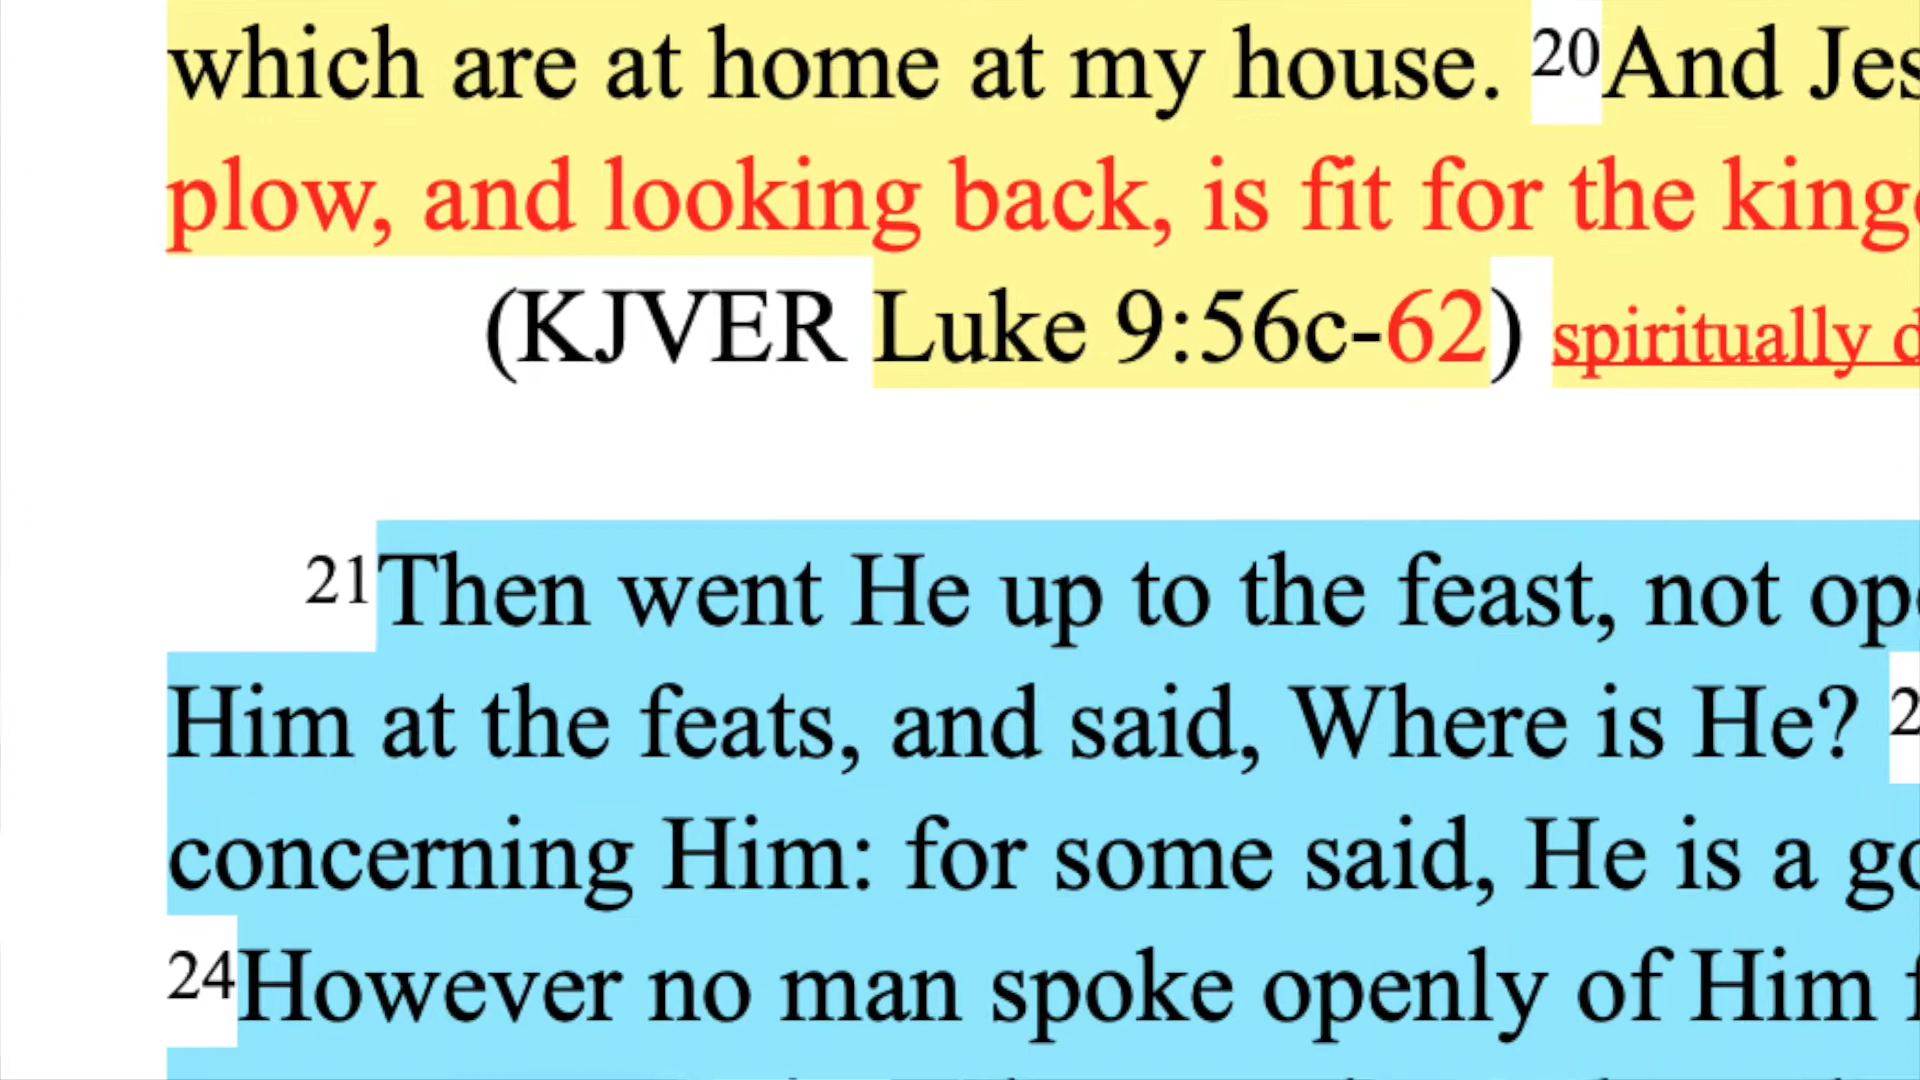 which are at home at my house. 20And Jes
plow, and looking back, is fit for the king
(KJVER Luke 9:56c-62) spiritually d
21Then went He up to the feast, not op
Him at the feats, and said, Where is He? 2
concerning Him: for some said, He is a go
24However no man spoke openly of Him f